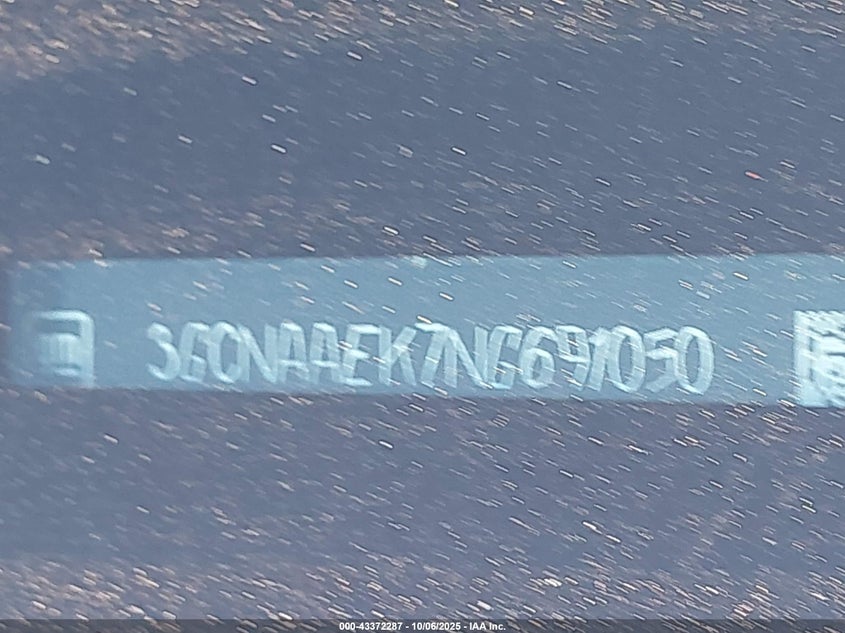 3GCNAAEK7NG691050
000-43372287 - 10/06/2025 - IAA Inc.